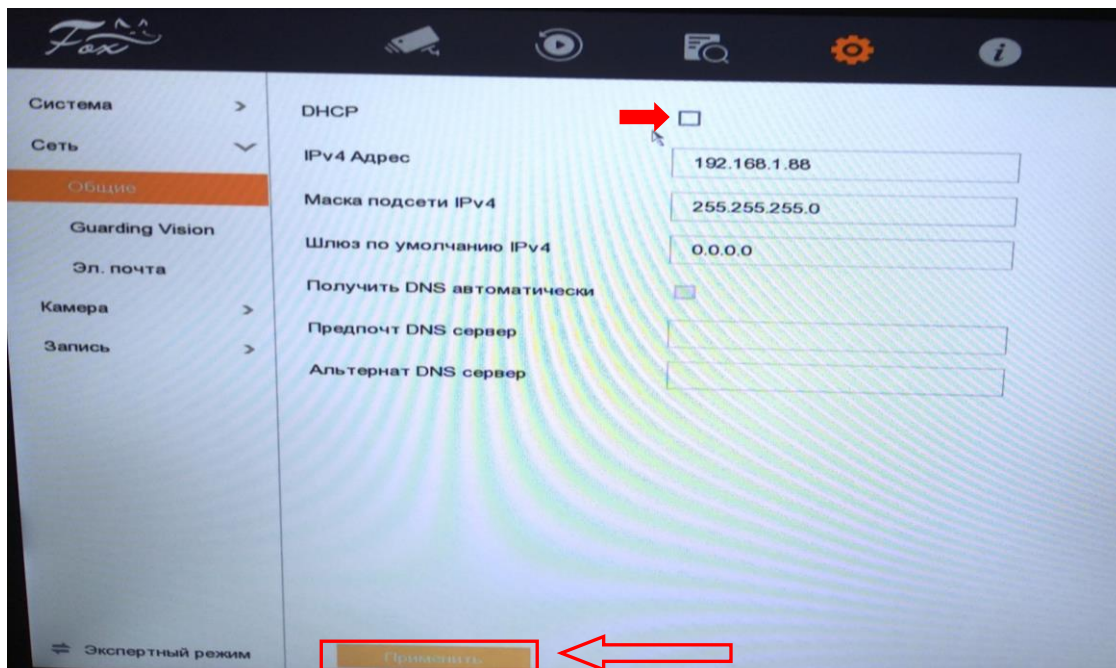 Fox
Система
Сеть
Общие
Guarding Vision
Эл. почта
Камера
Запись
Экспертный режим
DHCP
IPv4 Адрес 192.168.1.88
Маска подсети IPv4 255.255.255.0
Шлюз по умолчанию IPv4 0.0.0.0
Получить DNS автоматически
Предпочт DNS сервер
Альтернат DNS сервер
Применить